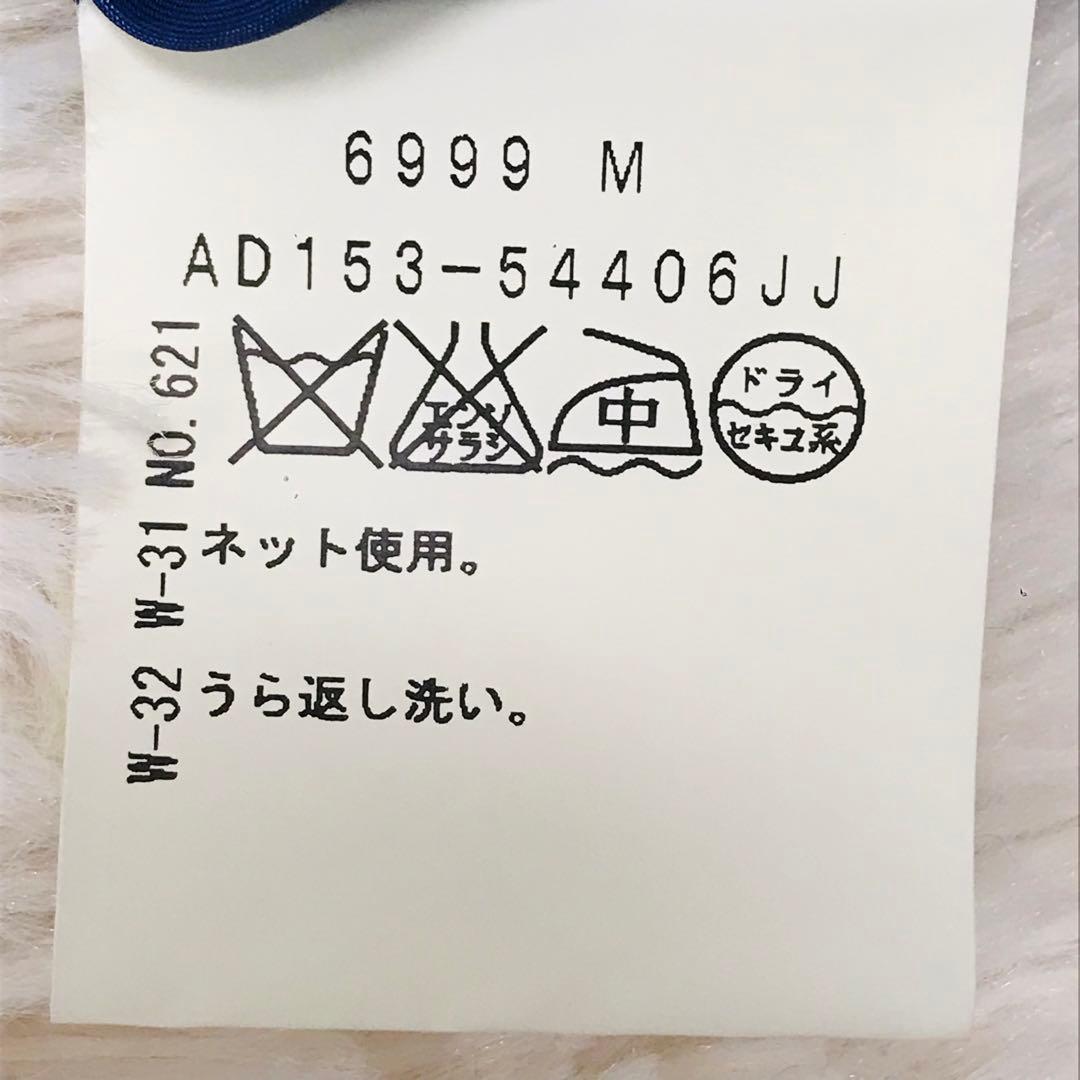 6999 M
AD153-54406JJ
NO.621
エンソ
サラシ
中
ドライ
セキユ系
W-31 ネット使用。
W-32 うら返し洗い。